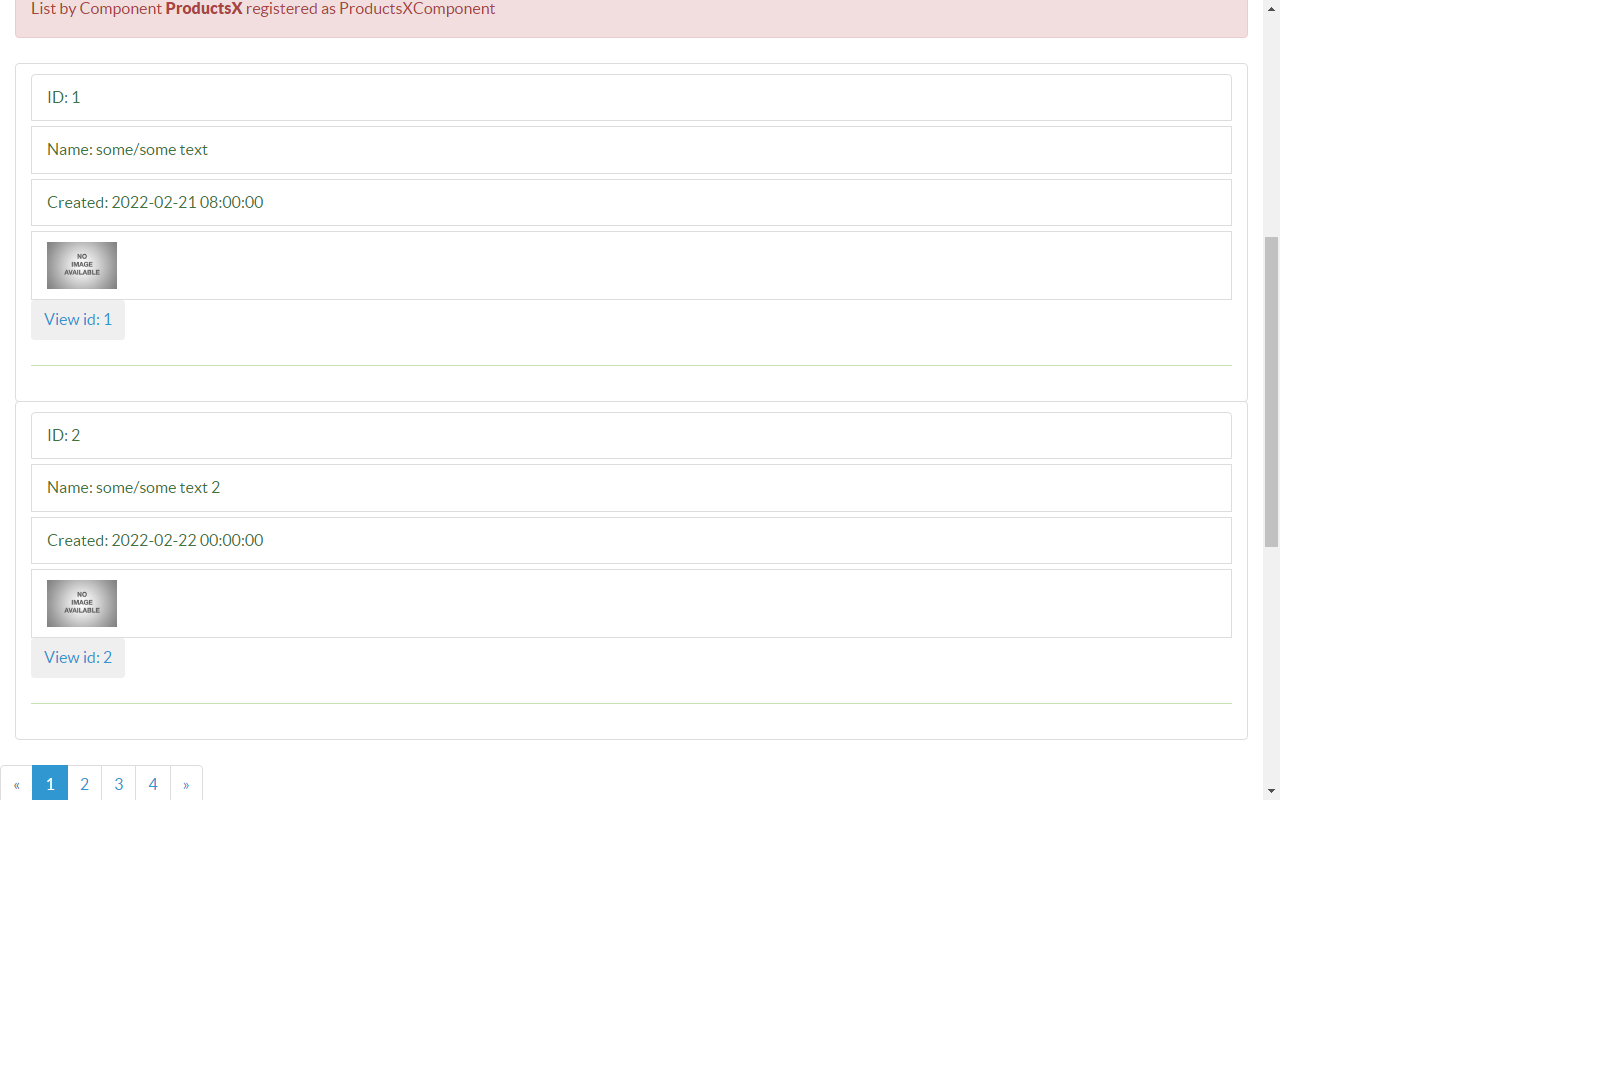 List by Component ProductsX registered as ProductsXComponent
ID: 1
Name: some/some text
Created: 2022-02-21 08:00:00
NO
IMAGE
AVAILABLE
View id: 1
ID: 2
Name: some/some text 2
Created: 2022-02-22 00:00:00
NO
IMAGE
AVAILABLE
View id: 2
« 1 2 3 4 »